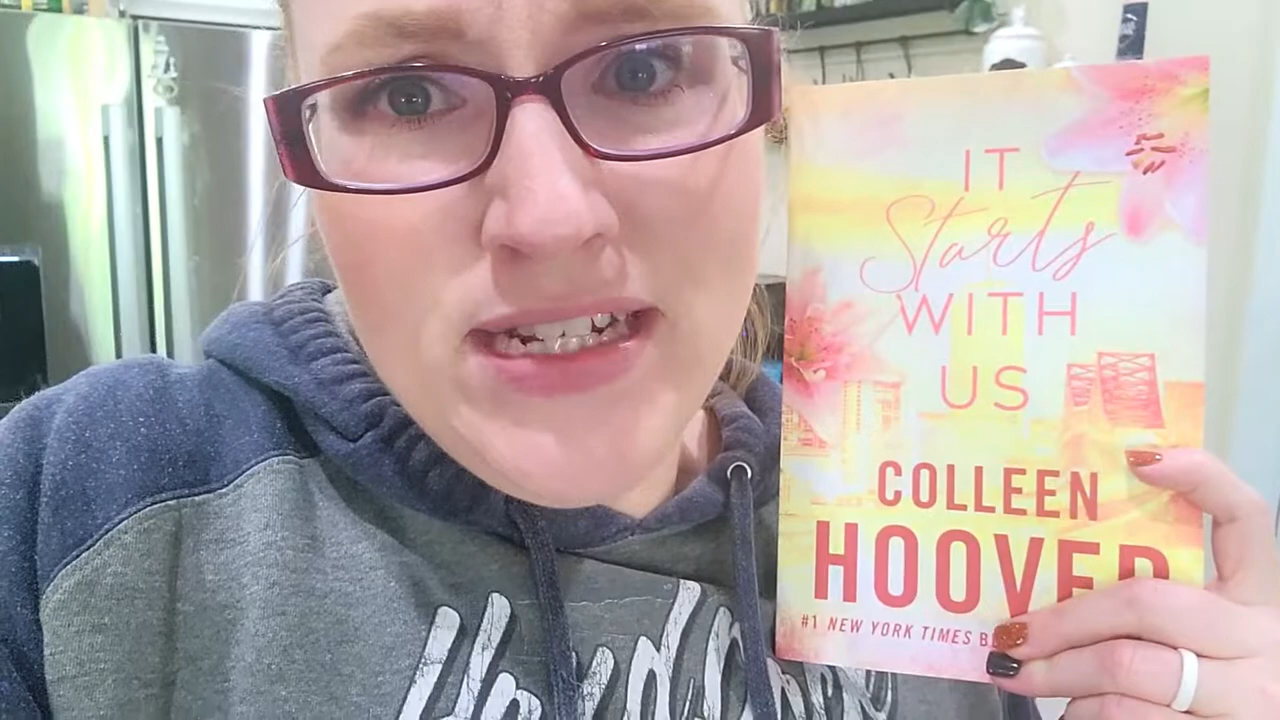 IT
Starts
WITH
US
COLLEEN
HOOVER
#1 NEW YORK TIMES